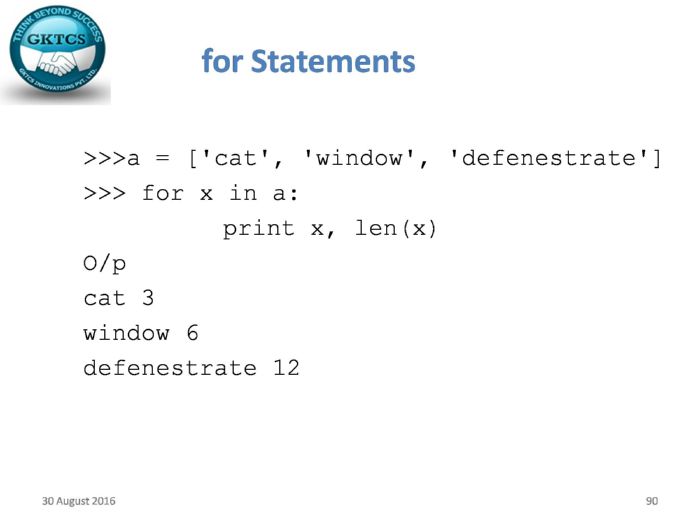 THINK BEYOND SUCCESS
GKTCS
GKTCS INNOVATIONS PVT. LTD.
for Statements
>>>a = ['cat', 'window', 'defenestrate']
>>> for x in a:
print x, len(x)
O/p
cat 3
window 6
defenestrate 12
30 August 2016
90